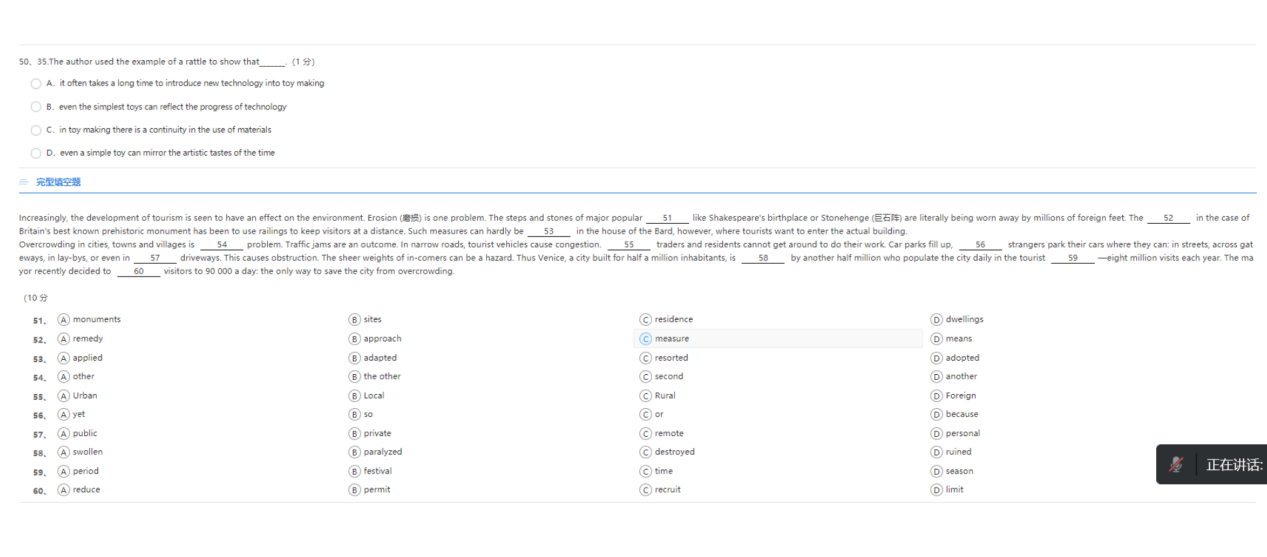 50、35.The author used the example of a rattle to show that______. (1 分)
A. it often takes a long time to introduce new technology into toy making
B. even the simplest toys can reflect the progress of technology
C. in toy making there is a continuity in the use of materials
D. even a simple toy can mirror the artistic tastes of the time
完型填空题
Increasingly, the development of tourism is seen to have an effect on the environment. Erosion (磨损) is one problem. The steps and stones of major popular 51 like Shakespeare's birthplace or Stonehenge (巨石阵) are literally being worn away by millions of foreign feet. The 52 in the case of
Britain's best known prehistoric monument has been to use railings to keep visitors at a distance. Such measures can hardly be 53 in the house of the Bard, however, where tourists want to enter the actual building.
Overcrowding in cities, towns and villages is 54 problem. Traffic jams are an outcome. In narrow roads, tourist vehicles cause congestion. 55 traders and residents cannot get around to do their work. Car parks fill up, 56 strangers park their cars where they can: in streets, across gat
eways, in lay-bys, or even in 57 driveways. This causes obstruction. The sheer weights of in-comers can be a hazard. Thus Venice, a city built for half a million inhabitants, is 58 by another half million who populate the city daily in the tourist 59 —eight million visits each year. The ma
yor recently decided to 60 visitors to 90 000 a day: the only way to save the city from overcrowding.
(10 分
51、 A monuments B sites C residence D dwellings
52、 A remedy B approach C measure D means
53、 A applied B adapted C resorted D adopted
54、 A other B the other C second D another
55、 A Urban B Local C Rural D Foreign
56、 A yet B so C or D because
57、 A public B private C remote D personal
58、 A swollen B paralyzed C destroyed D ruined
59、 A period B festival C time D season
60、 A reduce B permit C recruit D limit
正在讲话: